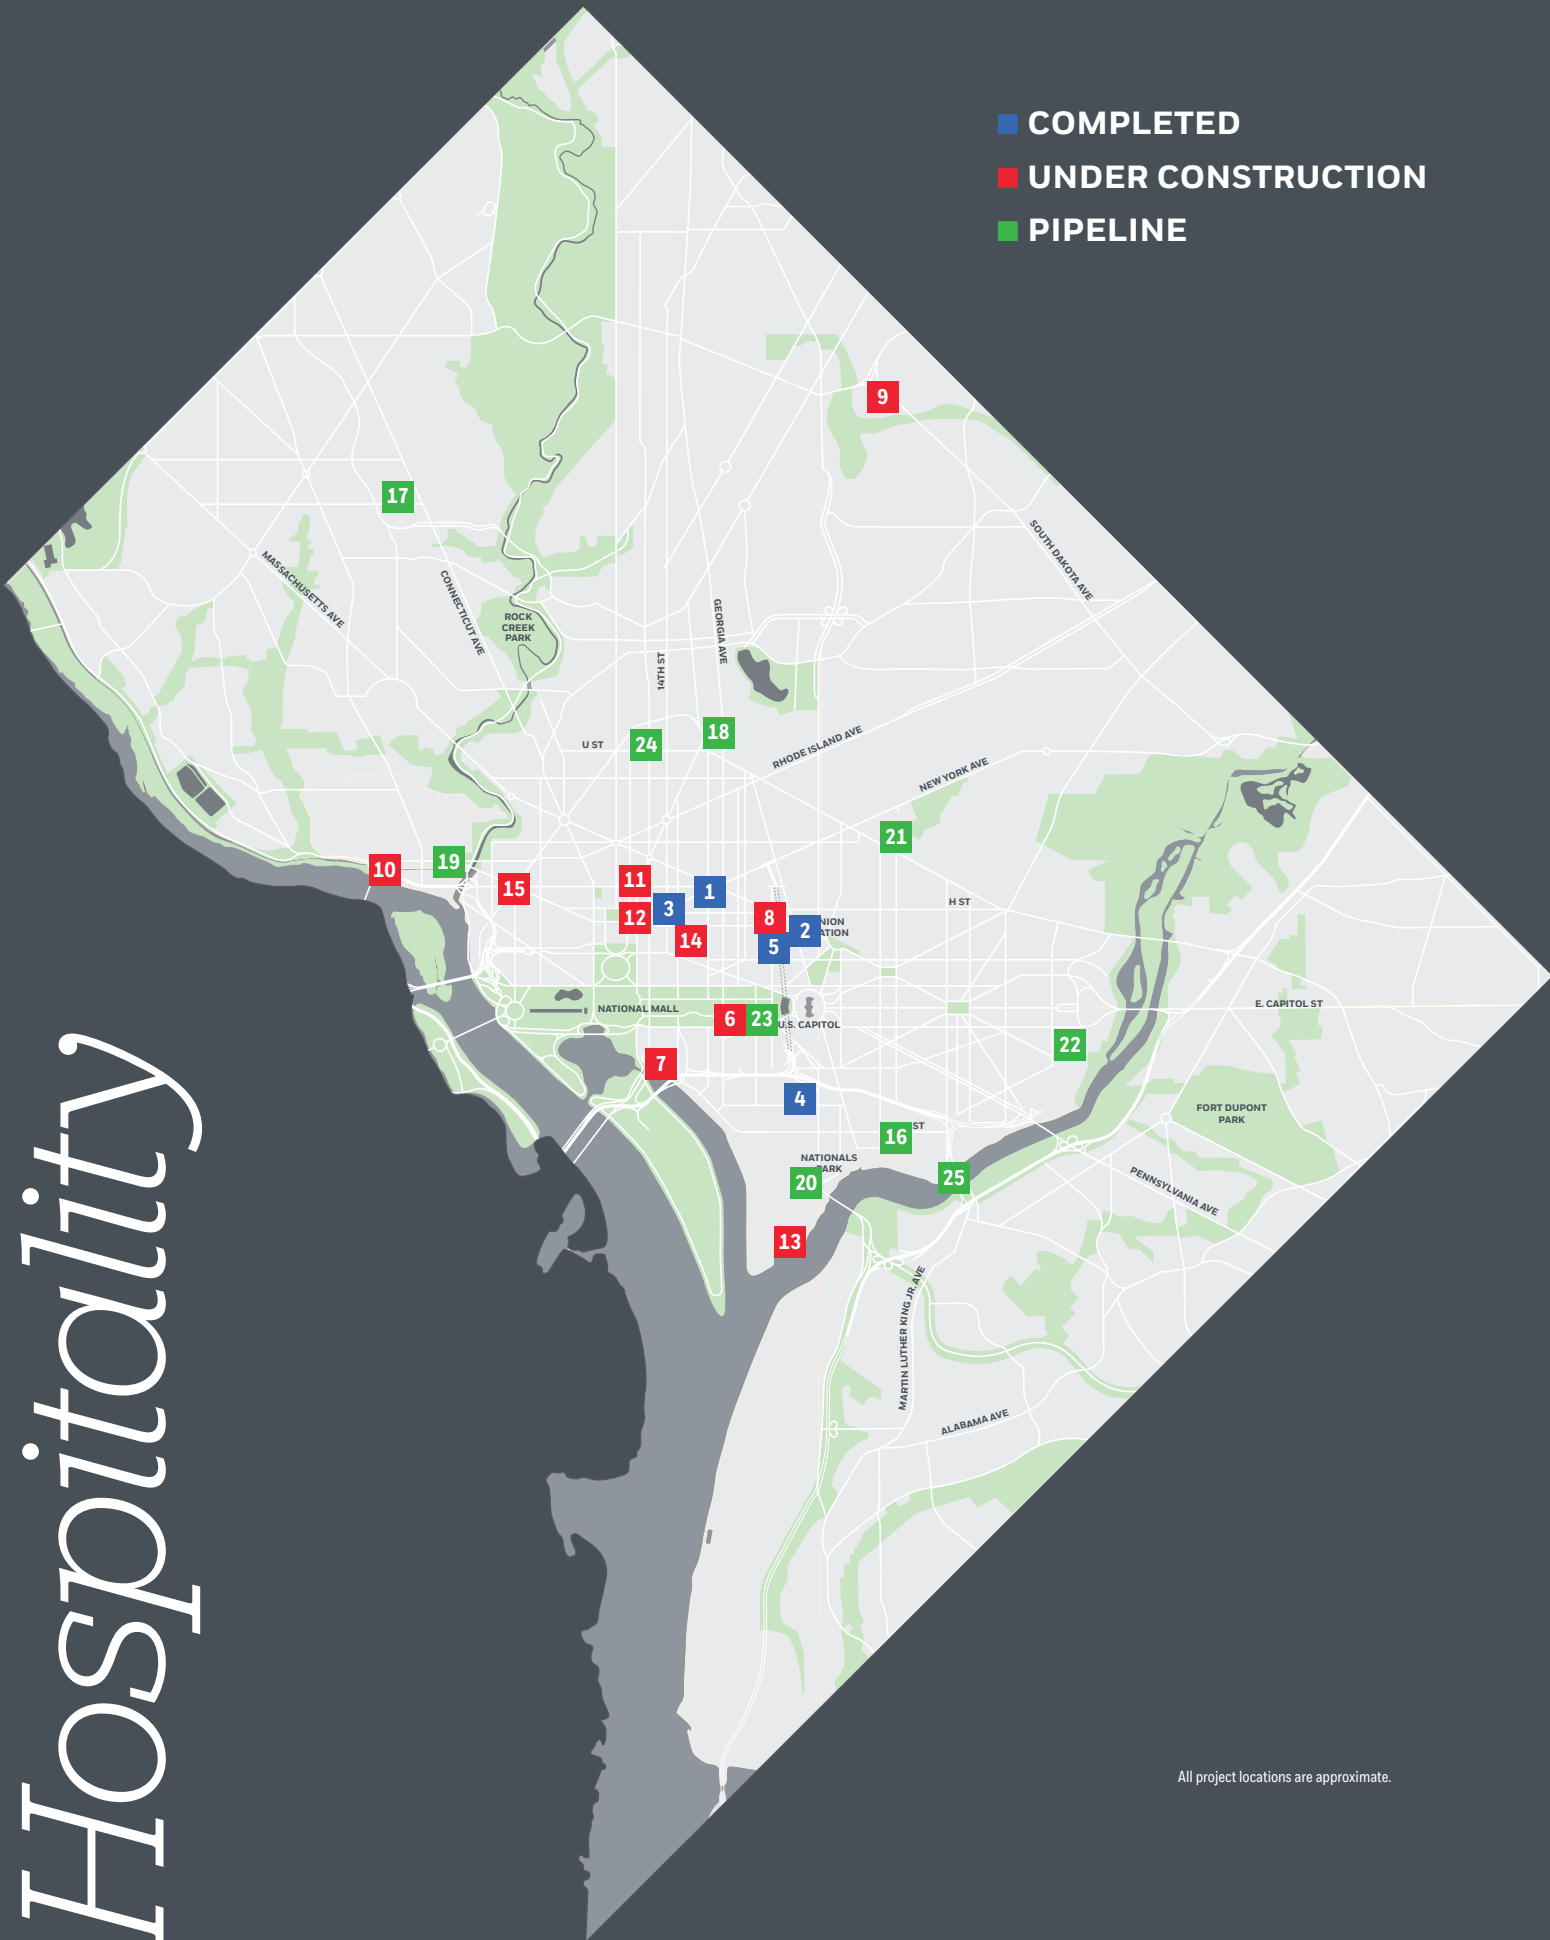 Hospitality
COMPLETED
UNDER CONSTRUCTION
PIPELINE
9
17
SOUTH DAKOTA AVE
MASSACHUSETTS AVE
CONNECTICUT AVE
ROCK
CREEK
PARK
GEORGIA AVE
14TH ST
18
24
U ST
RHODE ISLAND AVE
NEW YORK AVE
21
19
10
15
11
1
3
12
14
8
2
5
NION
ATION
H ST
NATIONAL MALL
6
23
U.S. CAPITOL
E. CAPITOL ST
22
7
4
16
ST
FORT DUPONT
PARK
NATIONALS
PARK
20
25
PENNSYLVANIA AVE
13
MARTIN LUTHER KING JR. AVE
ALABAMA AVE
All project locations are approximate.